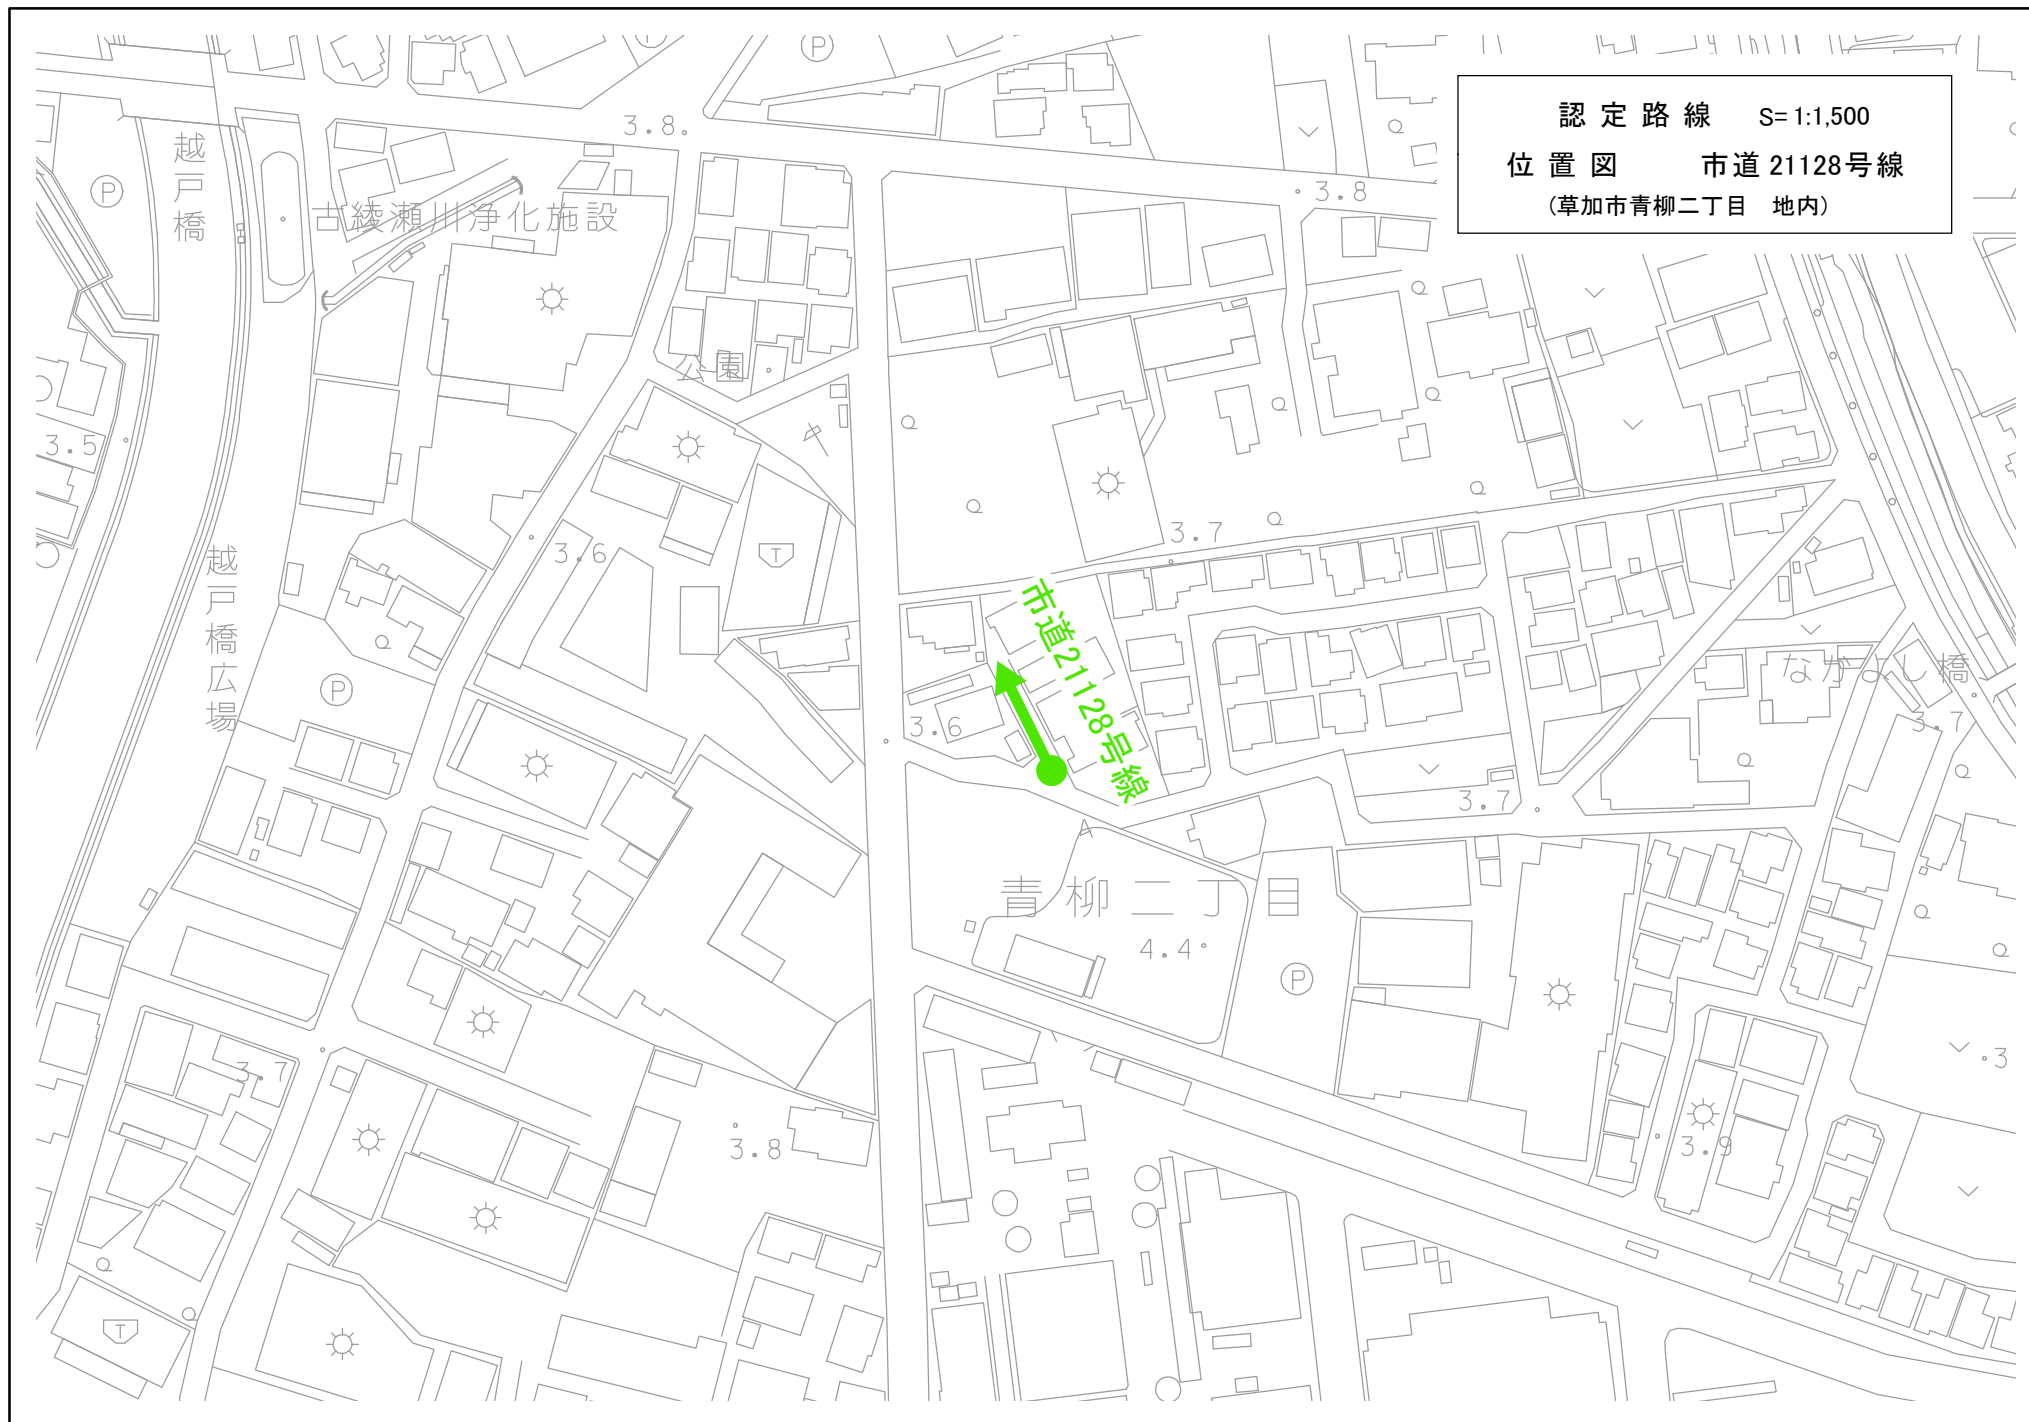 認定路線 S=1:1,500
位置図 市道21128号線
(草加市青柳二丁目 地内)
P
P
3.8
越戸橋
P
3.8
古綾瀬川浄化施設
公園
3.5
3.7
3.6
T
越戸橋広場
市道21128号線
なかよし橋
P
3.6
3.7
3.7
青柳二丁目
4.4
P
3.7
3
3.8
3.9
T